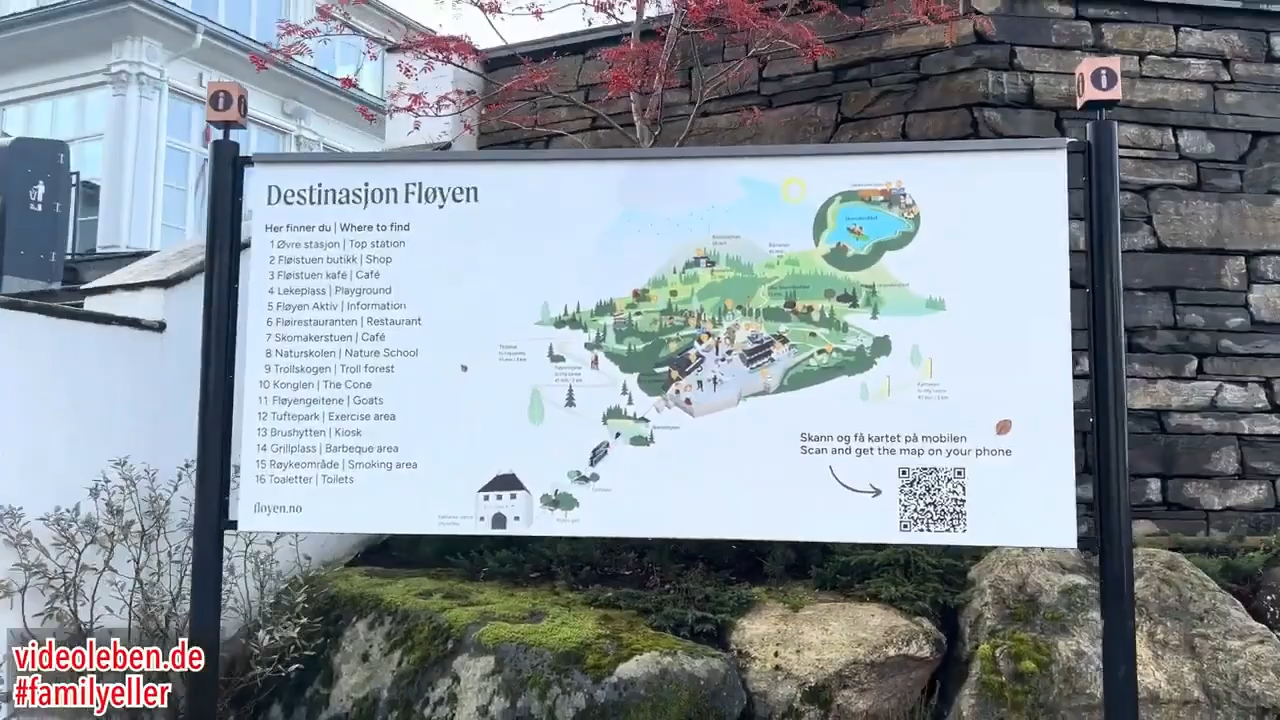 Destinasjon Fløyen
Her finner du | Where to find
1 Øvre stasjon | Top station
2 Fløistuen butikk | Shop
3 Fløistuen kafé | Café
4 Lekeplass | Playground
5 Fløyen Aktiv | Information
6 Fløirestauranten | Restaurant
7 Skomakerstuen | Café
8 Naturskolen | Nature School
9 Trollskogen | Troll forest
10 Konglen | The Cone
11 Fløyengeitene | Goats
12 Tuftepark | Exercise area
13 Brushytten | Kiosk
14 Grillplass | Barbeque area
15 Røykeområde | Smoking area
16 Toaletter | Toilets
fløyen.no
Skann og få kartet på mobilen
Scan and get the map on your phone
videoleben.de
#familyeller